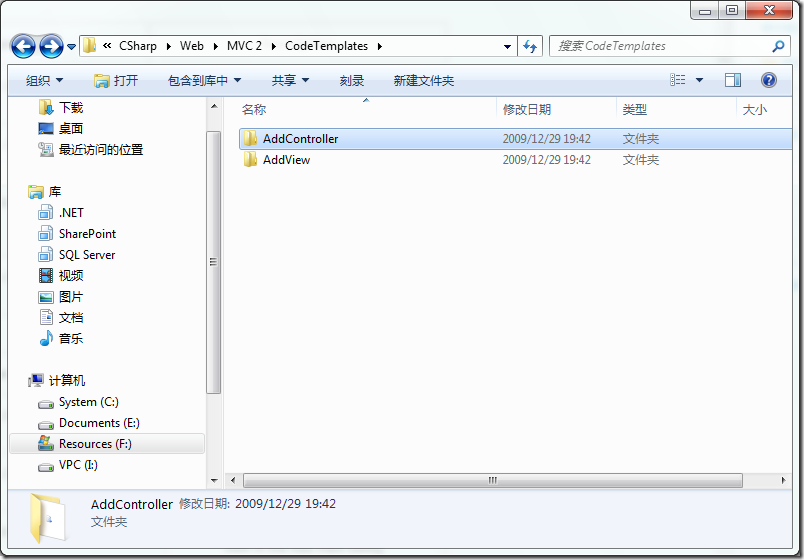 « CSharp Web MVC 2 CodeTemplates
搜索 CodeTemplates
组织 打开 包含到库中 共享 刻录 新建文件夹
下载
桌面
最近访问的位置
库
.NET
SharePoint
SQL Server
视频
图片
文档
音乐
计算机
System (C:)
Documents (E:)
Resources (F:)
VPC (I:)
名称 修改日期 类型 大小
AddController 2009/12/29 19:42 文件夹
AddView 2009/12/29 19:42 文件夹
AddController 修改日期: 2009/12/29 19:42
文件夹